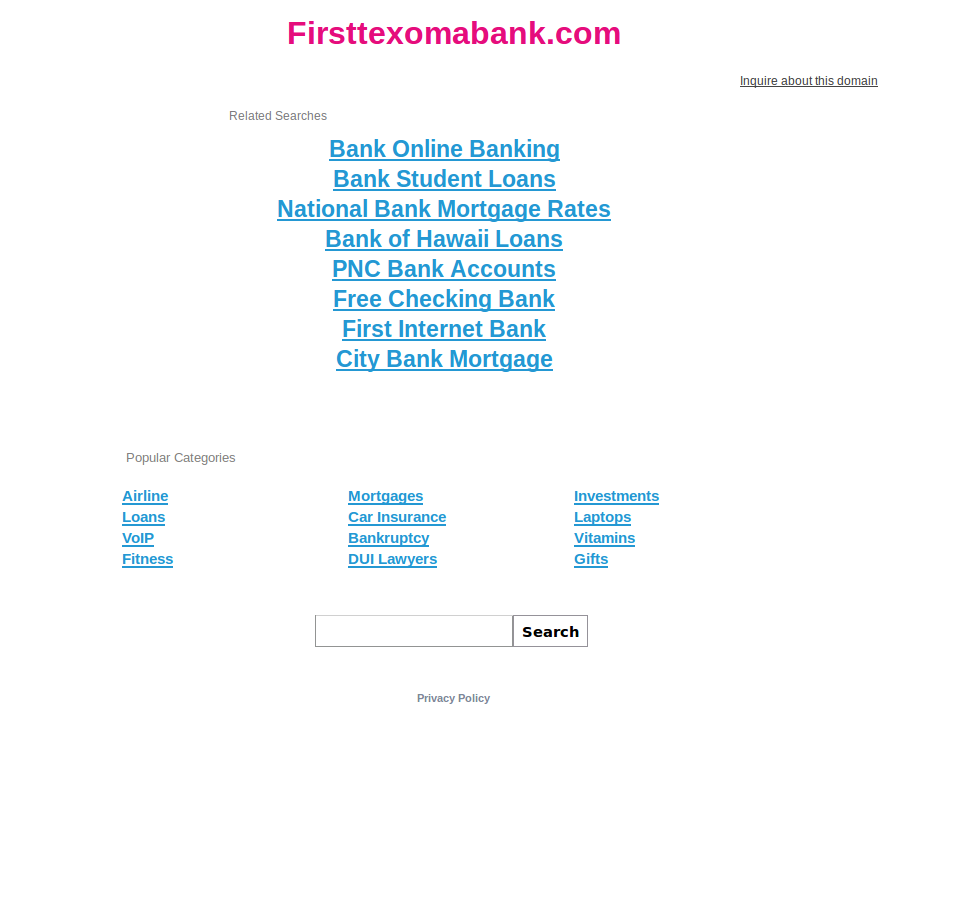 Firsttexomabank.com
Inquire about this domain
Related Searches
Bank Online Banking
Bank Student Loans
National Bank Mortgage Rates
Bank of Hawaii Loans
PNC Bank Accounts
Free Checking Bank
First Internet Bank
City Bank Mortgage
Popular Categories
Airline Mortgages Investments
Loans Car Insurance Laptops
VoIP Bankruptcy Vitamins
Fitness DUI Lawyers Gifts
Search
Privacy Policy